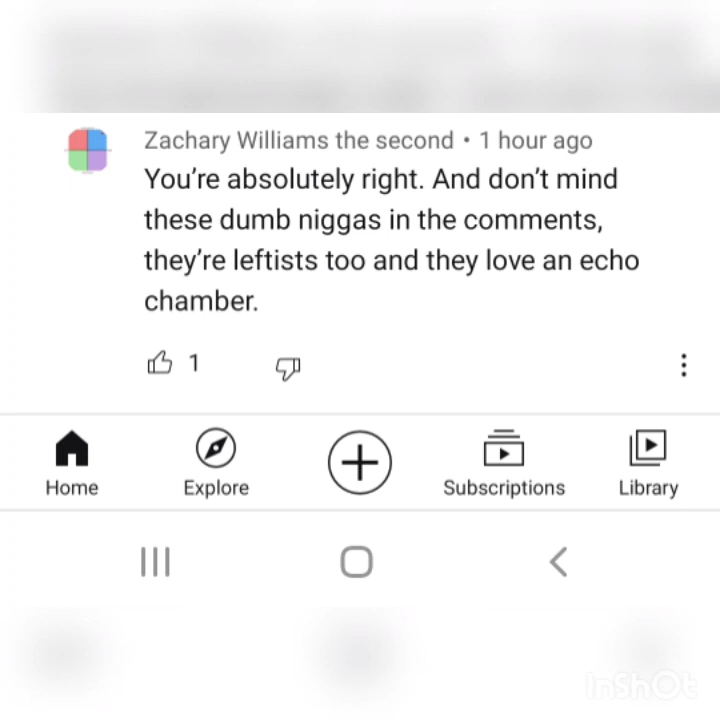 Zachary Williams the second • 1 hour ago
You’re absolutely right. And don’t mind
these dumb niggas in the comments,
they’re leftists too and they love an echo
chamber.
1
Home Explore Subscriptions Library
InShOt